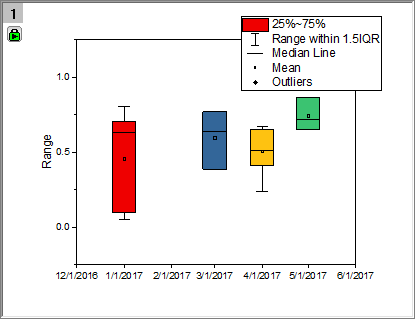 1
25%~75%
Range within 1.5IQR
Median Line
Mean
Outliers
1.0
0.5
0.0
Range
12/1/2016 1/1/2017 2/1/2017 3/1/2017 4/1/2017 5/1/2017 6/1/2017